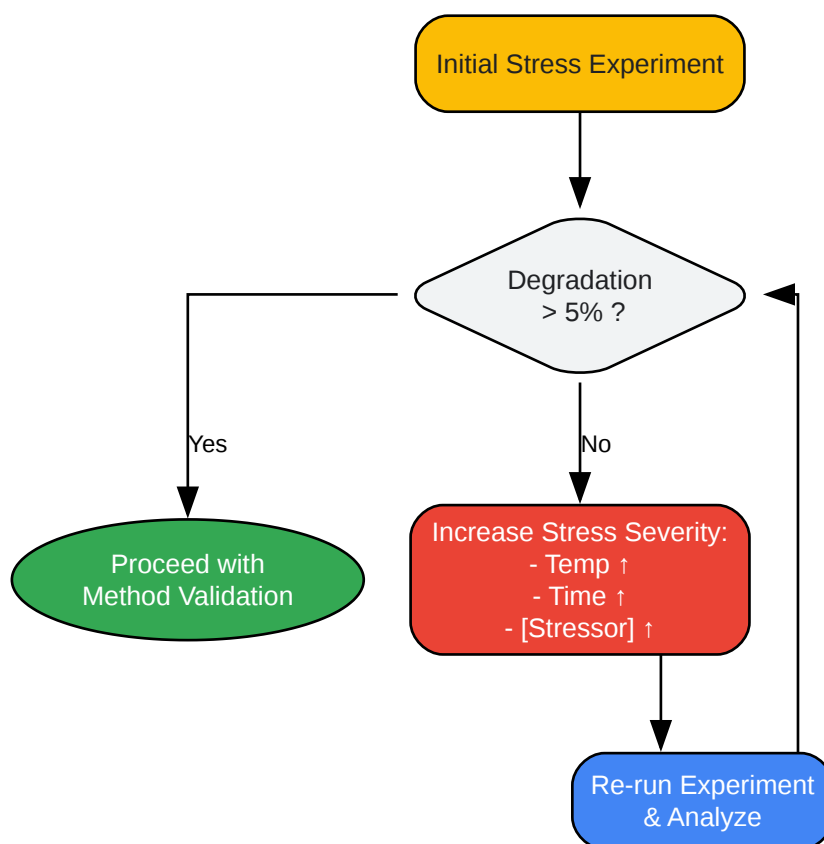 Initial Stress Experiment
Degradation
> 5% ?
Yes
No
Increase Stress Severity:
- Temp ↑
- Time ↑
- [Stressor] ↑
Proceed with
Method Validation
Re-run Experiment
& Analyze